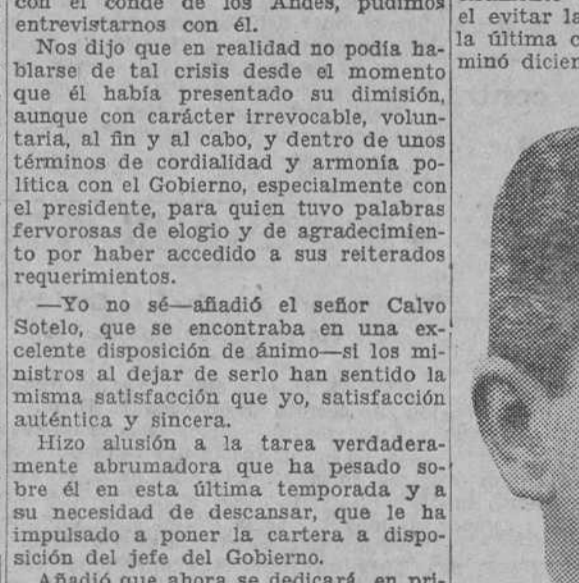 con el conde de los Andes, pudimos
entrevistarnos con él.
Nos dijo que en realidad no podía ha-
blarse de tal crisis desde el momento
que él había presentado su dimisión,
aunque con carácter irrevocable, volun-
taria, al fin y al cabo, y dentro de unos
términos de cordialidad y armonía po-
lítica con el Gobierno, especialmente con
el presidente, para quien tuvo palabras
fervorosas de elogio y de agradecimien-
to por haber accedido a sus reiterados
requerimientos.
—Yo no sé—añadió el señor Calvo
Sotelo, que se encontraba en una ex-
celente disposición de ánimo—si los mi-
nistros al dejar de serlo han sentido la
misma satisfacción que yo, satisfacción
auténtica y sincera.
Hizo alusión a la tarea verdadera-
mente abrumadora que ha pesado so-
bre él en esta última temporada y a
su necesidad de descansar, que le ha
impulsado a poner la cartera a dispo-
sición del jefe del Gobierno.
Añadió que ahora se dedicará, en pri-
el evitar la
la última c
minó dicien